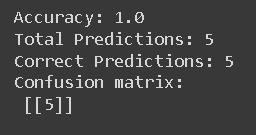 Accuracy: 1.0
Total Predictions: 5
Correct Predictions: 5
Confusion matrix:
[[5]]